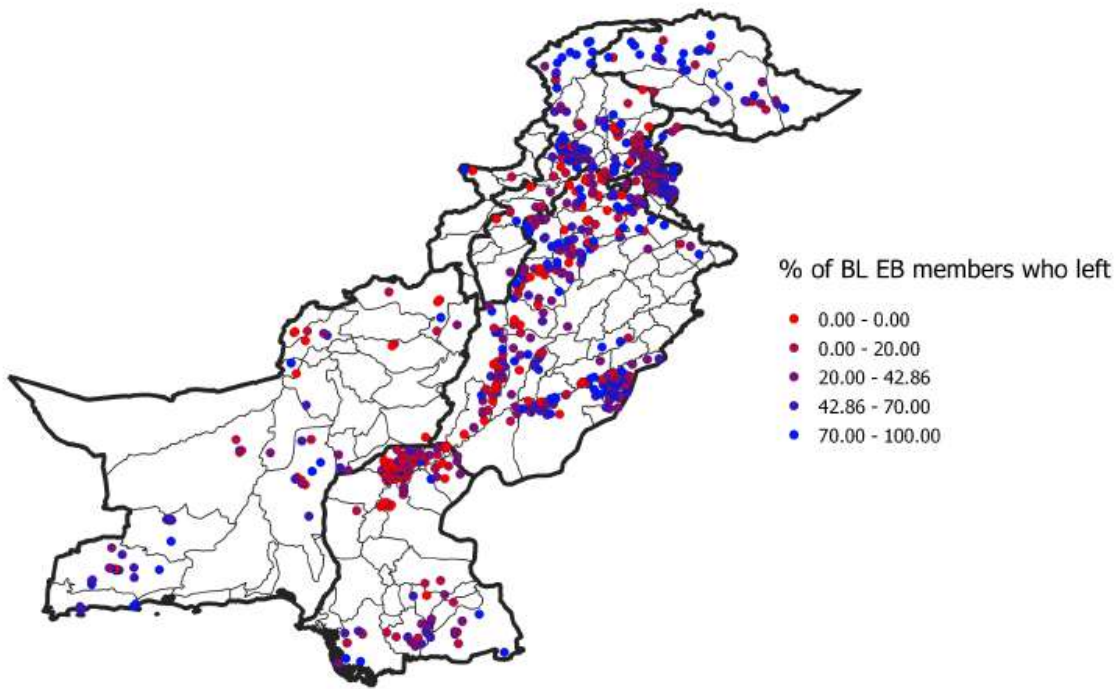 % of BL EB members who left
0.00 - 0.00
0.00 - 20.00
20.00 - 42.86
42.86 - 70.00
70.00 - 100.00